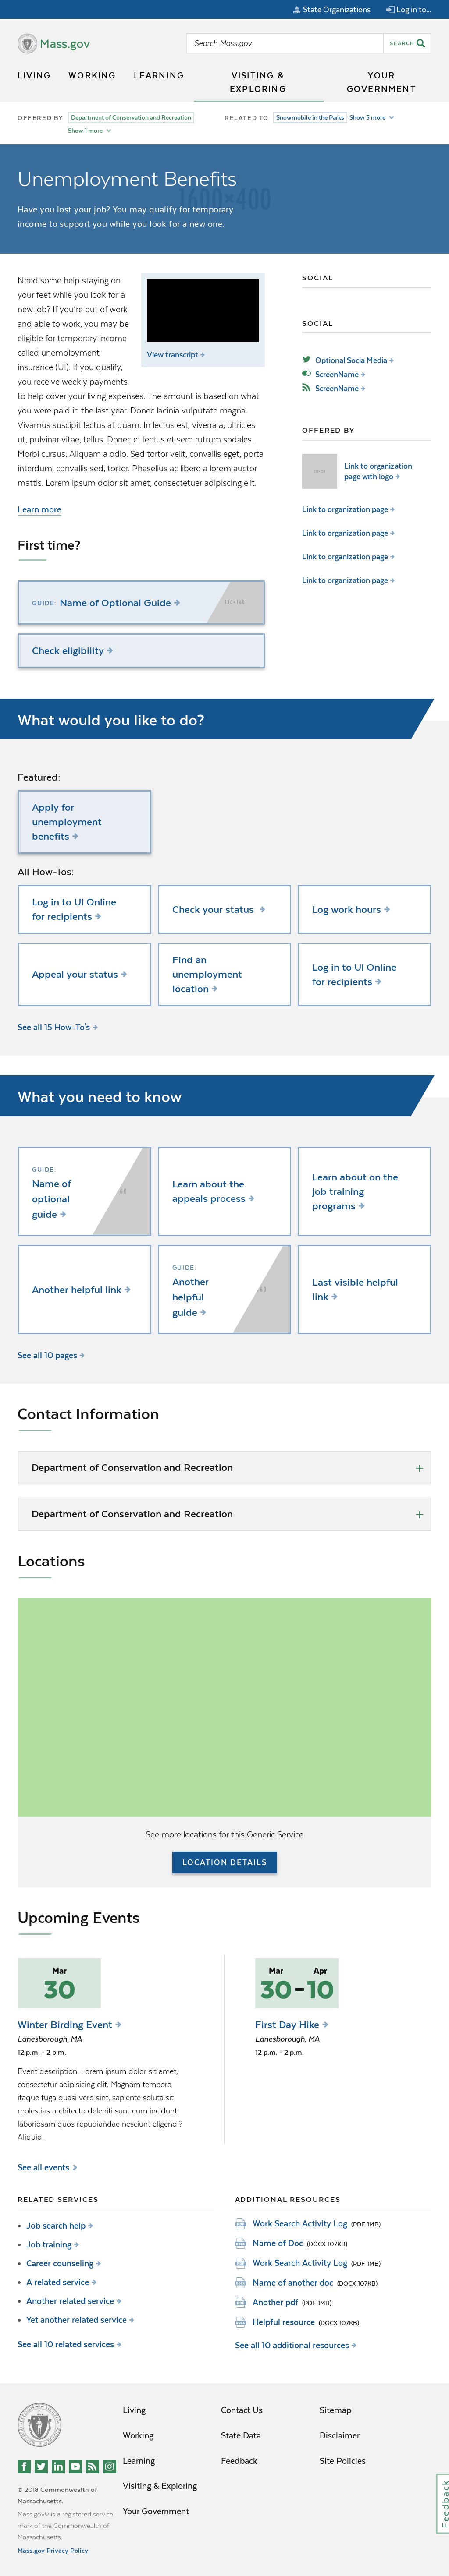 State Organizations Log in to...
Mass.gov
Search Mass.gov SEARCH
LIVING WORKING LEARNING VISITING & EXPLORING YOUR GOVERNMENT
OFFERED BY Department of Conservation and Recreation
Show 1 more
RELATED TO Snowmobile in the Parks Show 5 more
Unemployment Benefits
1600×400
Have you lost your job? You may qualify for temporary
income to support you while you look for a new one.
Need some help staying on
your feet while you look for a
new job? If you're out of work
and able to work, you may be
eligible for temporary income
called unemployment
insurance (UI). If you qualify,
you receive weekly payments
to help cover your living expenses. The amount is based on what
you were paid in the last year. Donec lacinia vulputate magna.
Vivamus suscipit lectus at quam. In lectus est, viverra a, ultricies
ut, pulvinar vitae, tellus. Donec et lectus et sem rutrum sodales.
Morbi cursus. Aliquam a odio. Sed tortor velit, convallis eget, porta
interdum, convallis sed, tortor. Phasellus ac libero a lorem auctor
mattis. Lorem ipsum dolor sit amet, consectetuer adipiscing elit.
View transcript
Learn more
First time?
GUIDE: Name of Optional Guide
Check eligibility
SOCIAL
SOCIAL
Optional Socia Media
ScreenName
ScreenName
OFFERED BY
Link to organization
page with logo
Link to organization page
Link to organization page
Link to organization page
Link to organization page
What would you like to do?
Featured:
Apply for
unemployment
benefits
All How-Tos:
Log in to UI Online
for recipients
Check your status
Log work hours
Appeal your status
Find an
unemployment
location
Log in to UI Online
for recipients
See all 15 How-To's
What you need to know
GUIDE:
Name of
optional
guide
Learn about the
appeals process
Learn about on the
job training
programs
Another helpful link
GUIDE:
Another
helpful
guide
Last visible helpful
link
See all 10 pages
Contact Information
Department of Conservation and Recreation
Department of Conservation and Recreation
Locations
See more locations for this Generic Service
LOCATION DETAILS
Upcoming Events
Mar
30
Winter Birding Event
Lanesborough, MA
12 p.m. - 2 p.m.
Event description. Lorem ipsum dolor sit amet,
consectetur adipisicing elit. Magnam tempora
itaque fuga quasi vero sint, sapiente soluta sit
molestias architecto deleniti sunt eum incidunt
laboriosam quos repudiandae nesciunt eligendi?
Aliquid.
Mar Apr
30-10
First Day Hike
Lanesborough, MA
12 p.m. - 2 p.m.
See all events
RELATED SERVICES
Job search help
Job training
Career counseling
A related service
Another related service
Yet another related service
See all 10 related services
ADDITIONAL RESOURCES
Work Search Activity Log (PDF 1MB)
Name of Doc (DOCX 107KB)
Work Search Activity Log (PDF 1MB)
Name of another doc (DOCX 107KB)
Another pdf (PDF 1MB)
Helpful resource (DOCX 107KB)
See all 10 additional resources
Living
Working
Learning
Visiting & Exploring
Your Government
Contact Us
State Data
Feedback
Sitemap
Disclaimer
Site Policies
© 2018 Commonwealth of
Massachusetts.
Mass.gov® is a registered service
mark of the Commonwealth of
Massachusetts.
Mass.gov Privacy Policy
Feedback